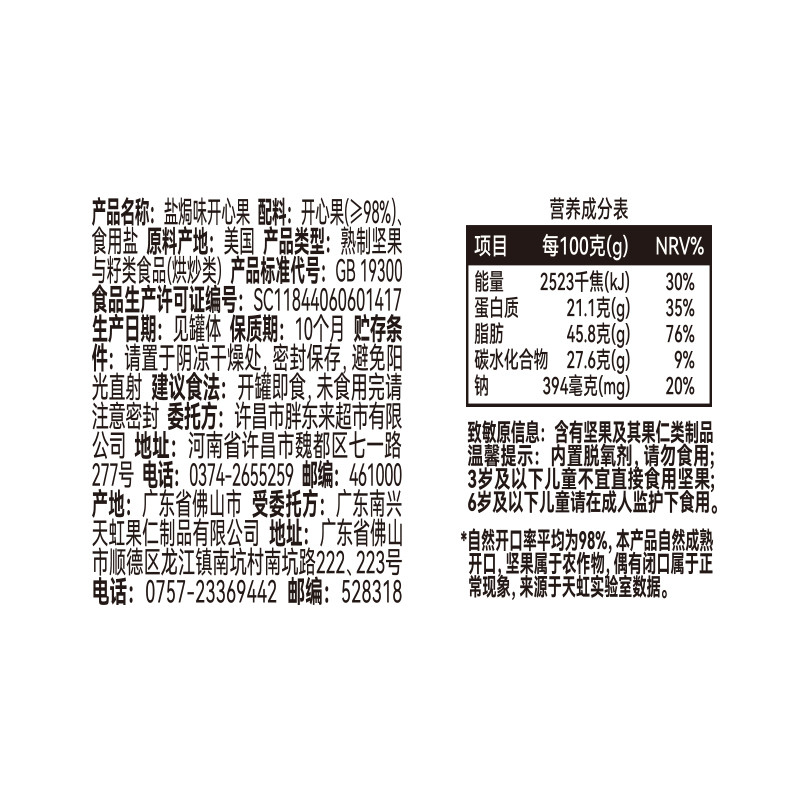 产品名称：盐焗味开心果 配料：开心果(≥98%)、
食用盐 原料产地：美国 产品类型：熟制坚果
与籽类食品(烘炒类) 产品标准代号：GB 19300
食品生产许可证编号：SC11844060601417
生产日期：见罐体 保质期：10个月 贮存条
件：请置于阴凉干燥处, 密封保存, 避免阳
光直射 建议食法：开罐即食, 未食用完请
注意密封 委托方：许昌市胖东来超市有限
公司 地址：河南省许昌市魏都区七一路
277号 电话：0374-2655259 邮编：461000
产地：广东省佛山市 受委托方：广东南兴
天虹果仁制品有限公司 地址：广东省佛山
市顺德区龙江镇南坑村南坑路222、223号
电话：0757-23369442 邮编：528318
营养成分表
项目 每100克(g) NRV%
能量 2523千焦(kJ) 30%
蛋白质 21.1克(g) 35%
脂肪 45.8克(g) 76%
碳水化合物 27.6克(g) 9%
钠 394毫克(mg) 20%
致敏原信息：含有坚果及其果仁类制品
温馨提示：内置脱氧剂, 请勿食用;
3岁及以下儿童不宜直接食用坚果;
6岁及以下儿童请在成人监护下食用。
*自然开口率平均为98%, 本产品自然成熟
开口, 坚果属于农作物, 偶有闭口属于正
常现象, 来源于天虹实验室数据。